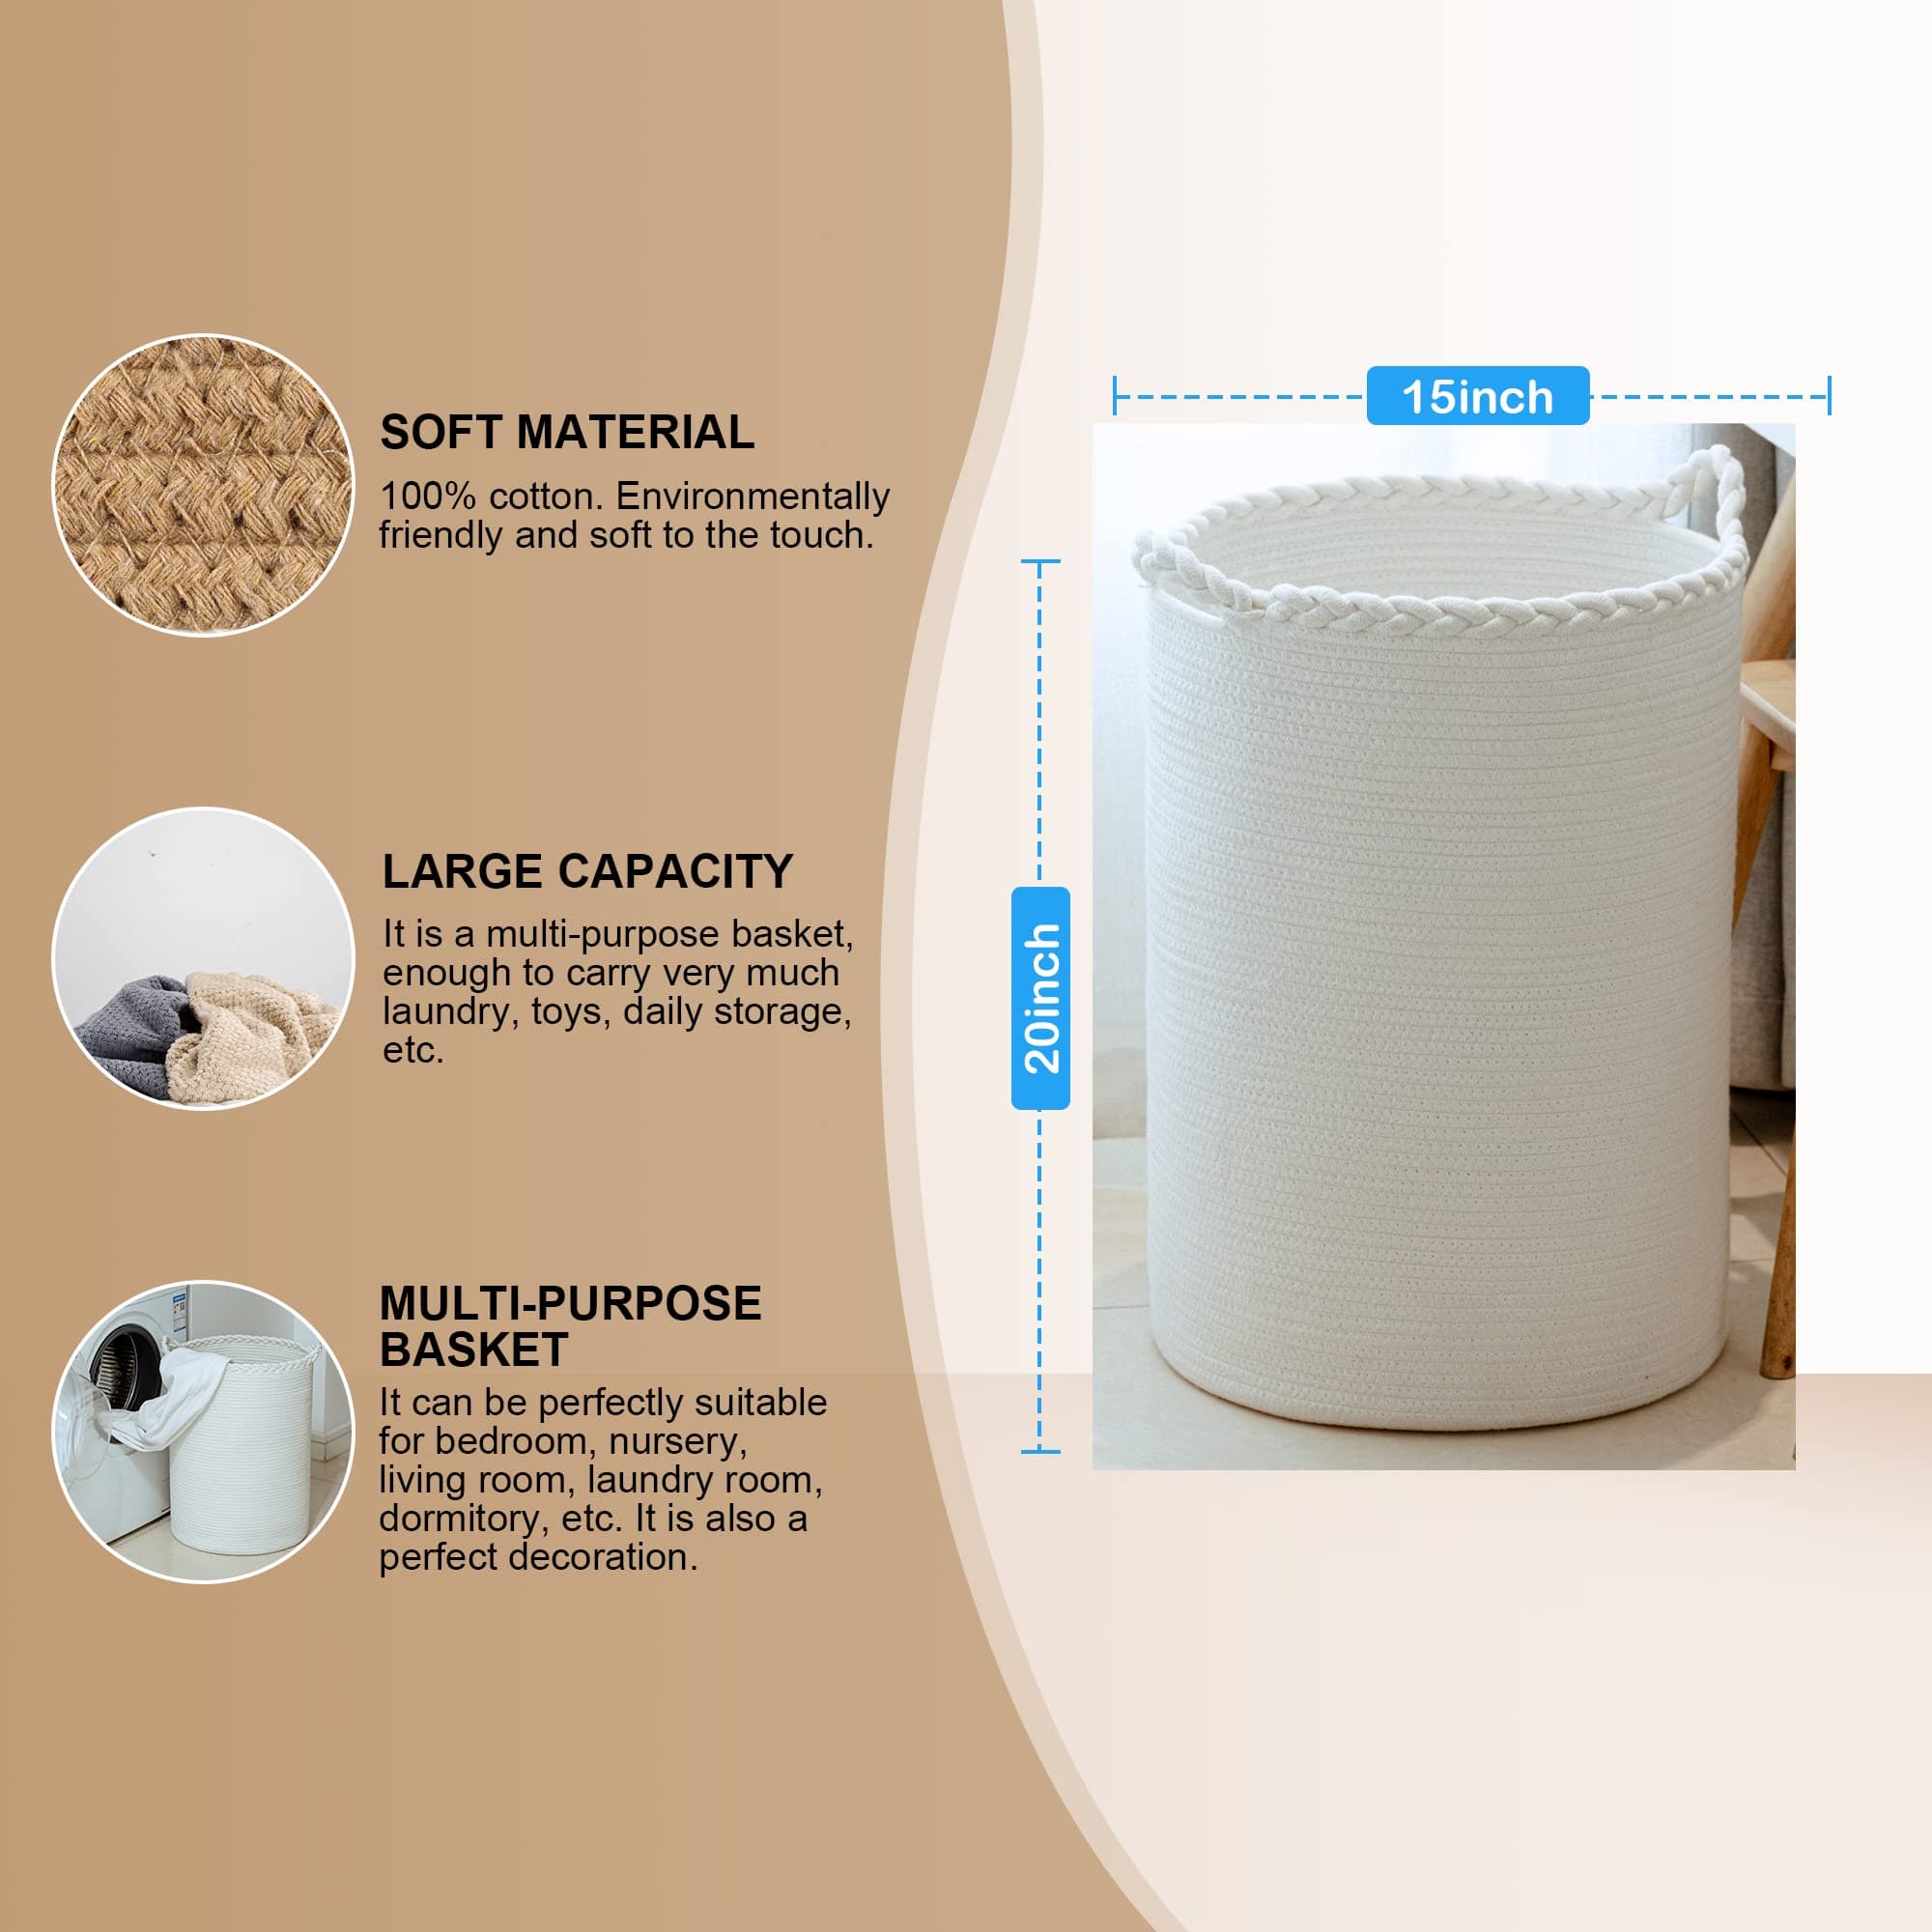 SOFT MATERIAL
100% cotton. Environmentally
friendly and soft to the touch.
LARGE CAPACITY
It is a multi-purpose basket,
enough to carry very much
laundry, toys, daily storage,
etc.
MULTI-PURPOSE
BASKET
It can be perfectly suitable
for bedroom, nursery,
living room, laundry room,
dormitory, etc. It is also a
perfect decoration.
15inch
20inch